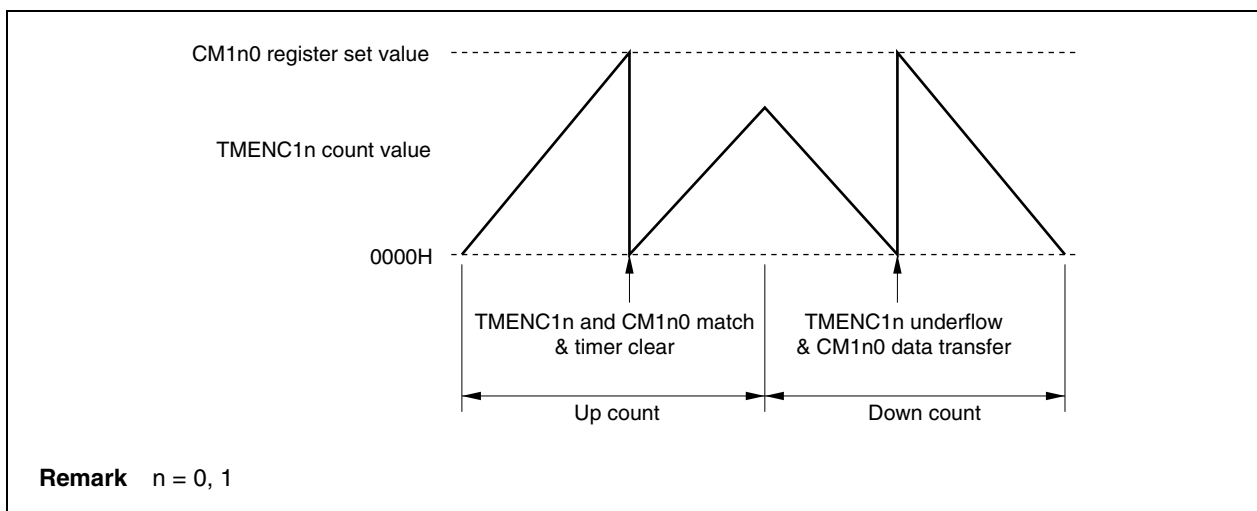 CM1n0 register set value
TMENC1n count value
0000H
TMENC1n and CM1n0 match
& timer clear
TMENC1n underflow
& CM1n0 data transfer
Up count
Down count
Remark n = 0, 1